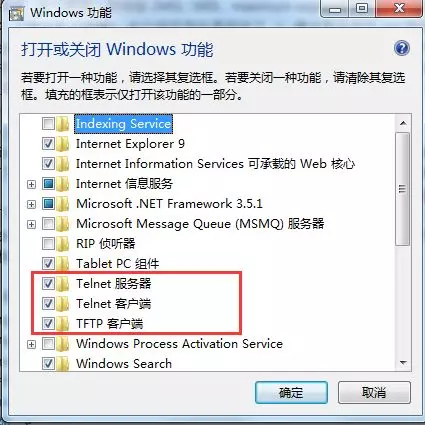 Windows 功能
打开或关闭 Windows 功能
若要打开一种功能，请选择其复选框。若要关闭一种功能，请清除其复选
框。填充的框表示仅打开该功能的一部分。
Indexing Service
Internet Explorer 9
Internet Information Services 可承载的 Web 核心
Internet 信息服务
Microsoft .NET Framework 3.5.1
Microsoft Message Queue (MSMQ) 服务器
RIP 侦听器
Tablet PC 组件
Telnet 服务器
Telnet 客户端
TFTP 客户端
Windows Process Activation Service
Windows Search
确定
取消